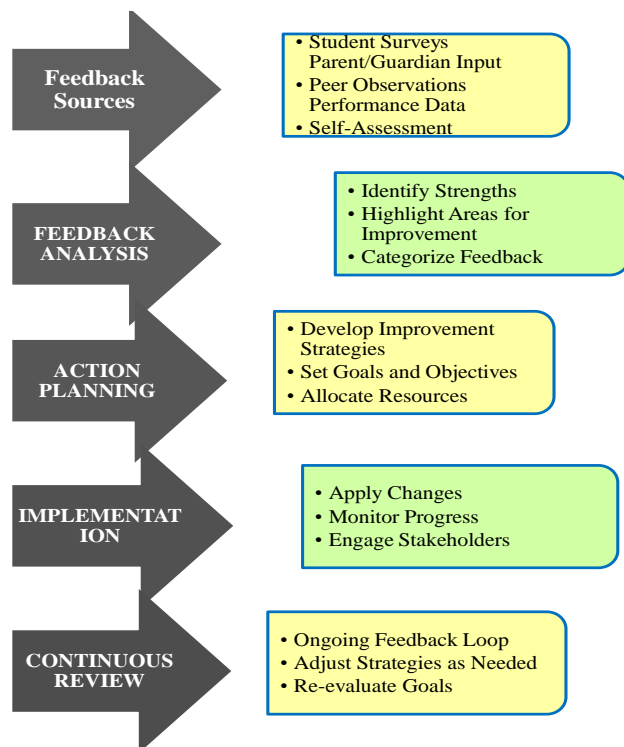 Feedback
Sources
• Student Surveys
Parent/Guardian Input
• Peer Observations
Performance Data
• Self-Assessment
FEEDBACK
ANALYSIS
• Identify Strengths
• Highlight Areas for
Improvement
• Categorize Feedback
ACTION
PLANNING
• Develop Improvement
Strategies
• Set Goals and Objectives
• Allocate Resources
IMPLEMENTAT
ION
• Apply Changes
• Monitor Progress
• Engage Stakeholders
CONTINUOUS
REVIEW
• Ongoing Feedback Loop
• Adjust Strategies as Needed
• Re-evaluate Goals